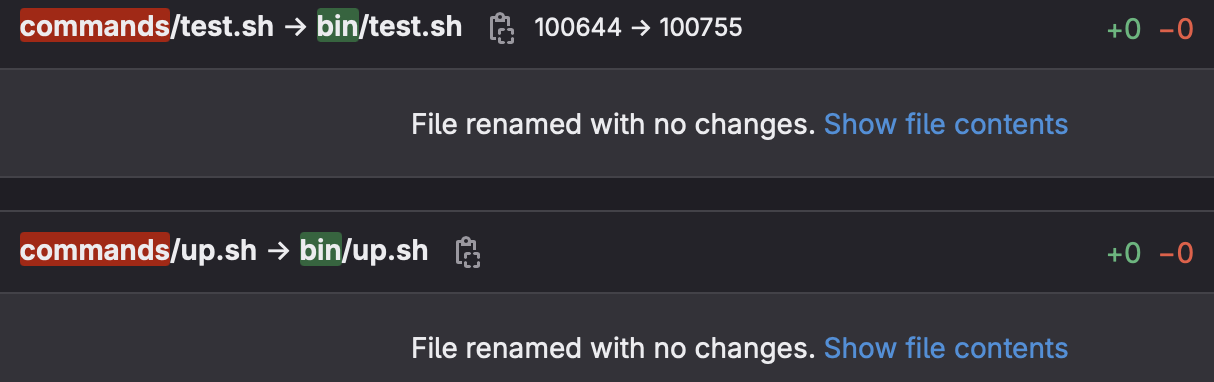 commands/test.sh → bin/test.sh 100644 → 100755 +0 −0
File renamed with no changes. Show file contents
commands/up.sh → bin/up.sh +0 −0
File renamed with no changes. Show file contents